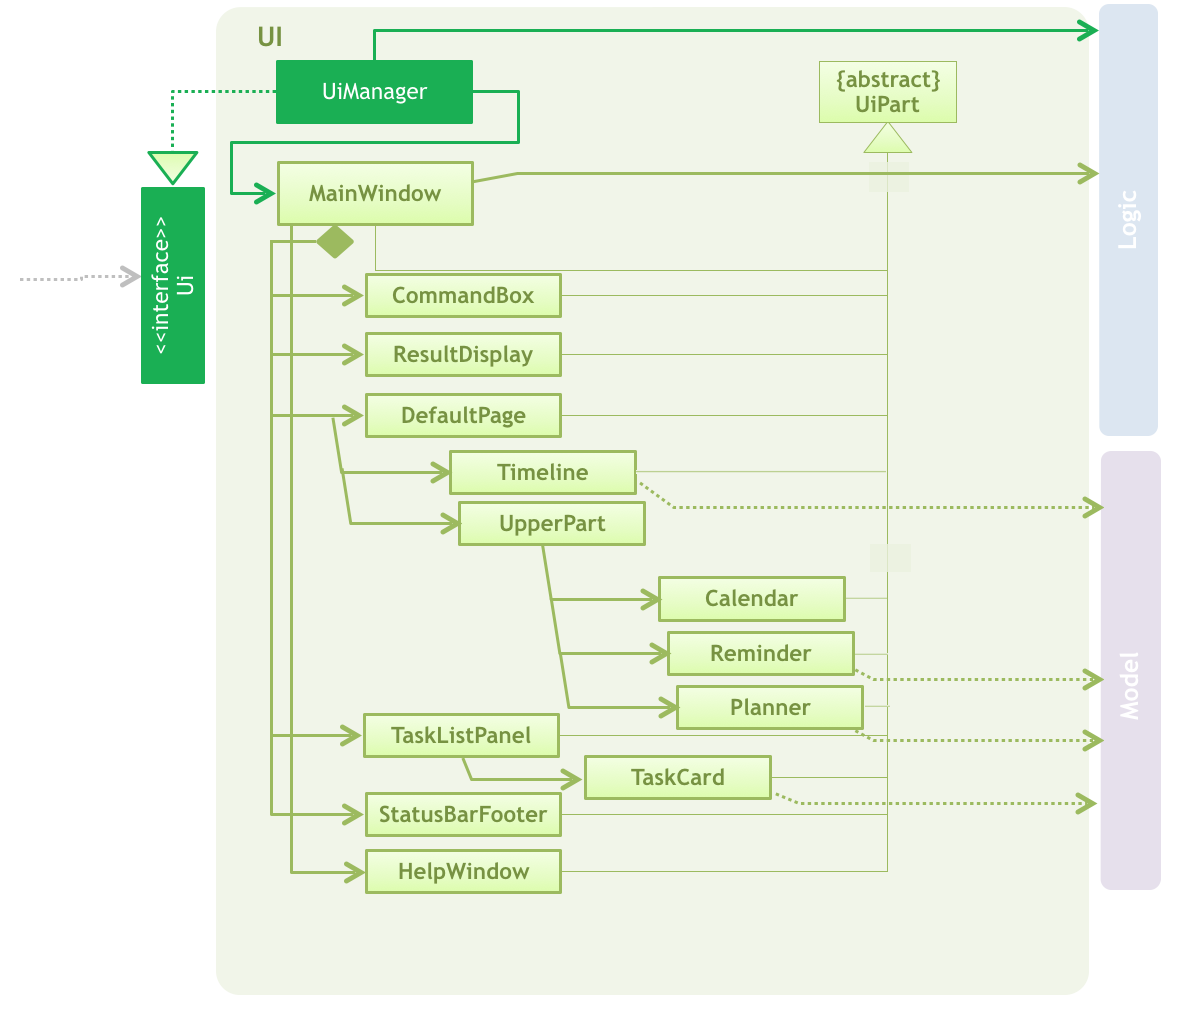 UI
UiManager
{abstract}
UiPart
MainWindow
<<interface>>
Ui
Logic
CommandBox
ResultDisplay
DefaultPage
Timeline
UpperPart
Calendar
Reminder
Planner
Model
TaskListPanel
TaskCard
StatusBarFooter
HelpWindow